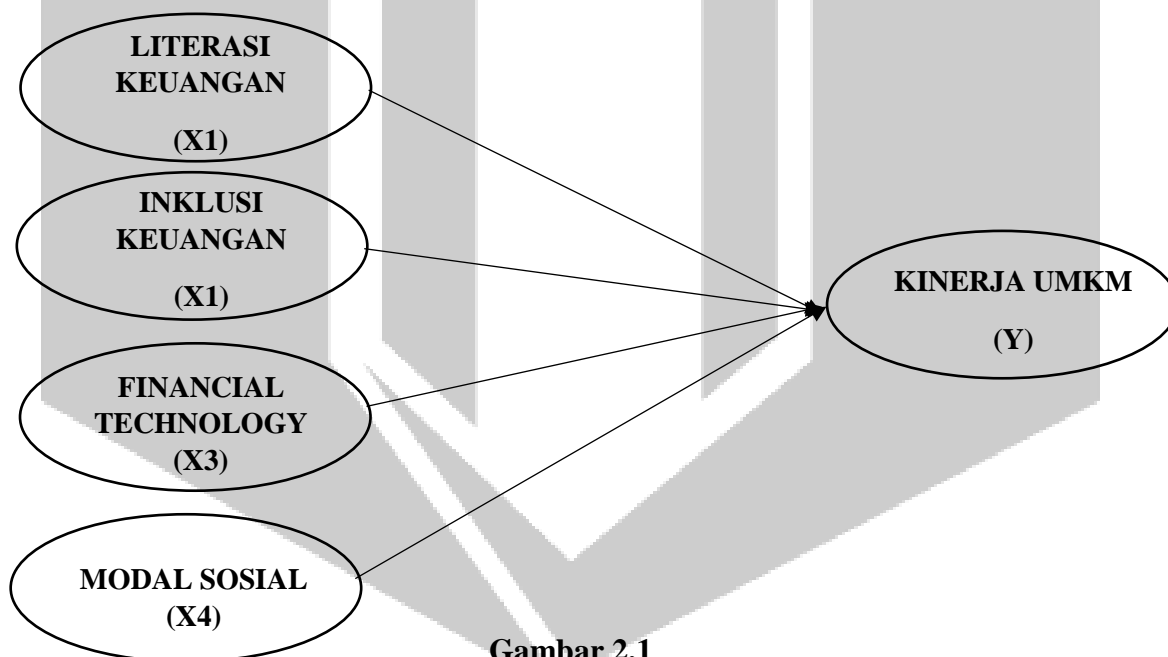 LITERASI
KEUANGAN
(X1)
INKLUSI
KEUANGAN
(X1)
FINANCIAL
TECHNOLOGY
(X3)
MODAL SOSIAL
(X4)
KINERJA UMKM
(Y)
Gambar 2.1